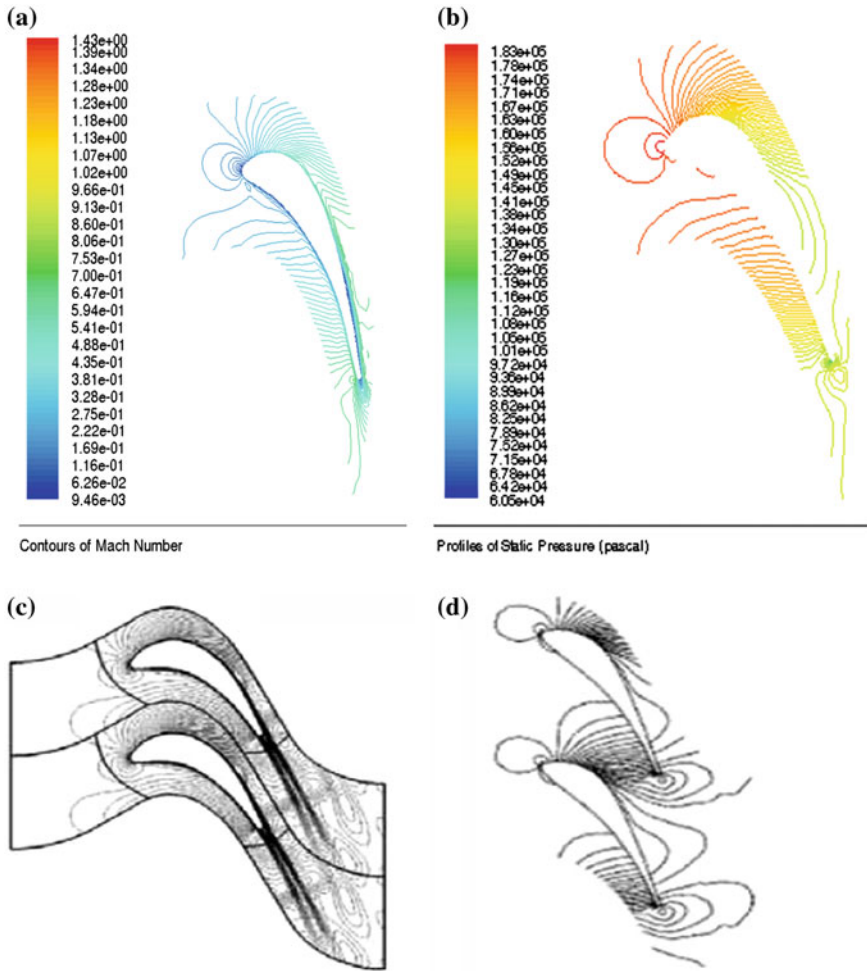 (a)
1.43e+00
1.39e+00
1.34e+00
1.28e+00
1.23e+00
1.18e+00
1.13e+00
1.07e+00
1.02e+00
9.66e-01
9.13e-01
8.60e-01
8.06e-01
7.53e-01
7.00e-01
6.47e-01
5.94e-01
5.41e-01
4.88e-01
4.35e-01
3.81e-01
3.28e-01
2.75e-01
2.22e-01
1.69e-01
1.16e-01
6.26e-02
9.46e-03
Contours of Mach Number
(b)
1.83e+05
1.78e+05
1.74e+05
1.71e+05
1.67e+05
1.63e+05
1.60e+05
1.56e+05
1.52e+05
1.49e+05
1.45e+05
1.41e+05
1.38e+05
1.34e+05
1.30e+05
1.27e+05
1.23e+05
1.19e+05
1.16e+05
1.12e+05
1.08e+05
1.05e+05
1.01e+05
9.72e+04
9.36e+04
8.99e+04
8.62e+04
8.25e+04
7.89e+04
7.52e+04
7.15e+04
6.78e+04
6.42e+04
6.05e+04
Profiles of Static Pressure (pascal)
(c)
(d)